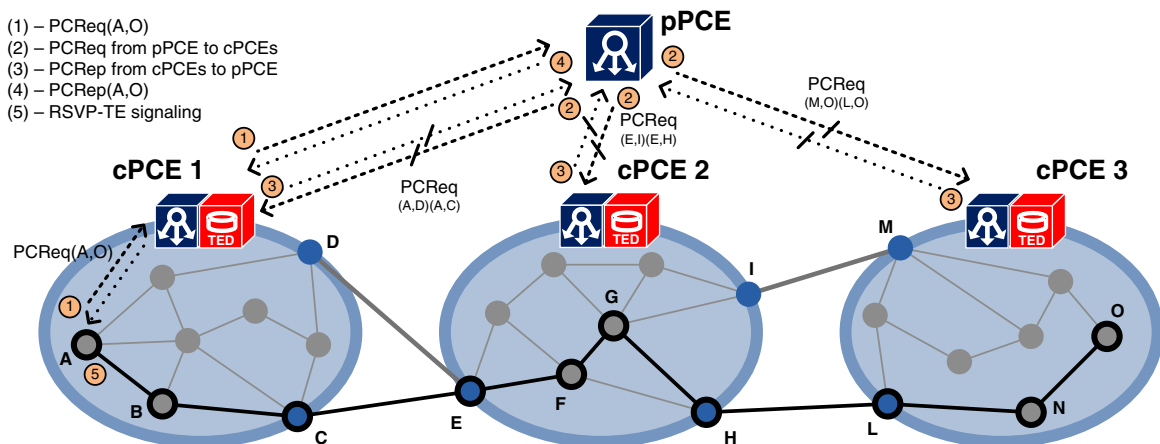 (1) – PCReq(A,O)
(2) – PCReq from pPCE to cPCEs
(3) – PCRep from cPCEs to pPCE
(4) – PCRep(A,O)
(5) – RSVP-TE signaling
pPCE
4
2
2
2
1
PCReq
(E,I)(E,H)
PCReq
(M,O)(L,O)
cPCE 1
3
PCReq
(A,D)(A,C)
3
cPCE 2
3
cPCE 3
TED
TED
TED
PCReq(A,O)
1
D
I
M
G
O
A
5
B
C
E
F
H
L
N